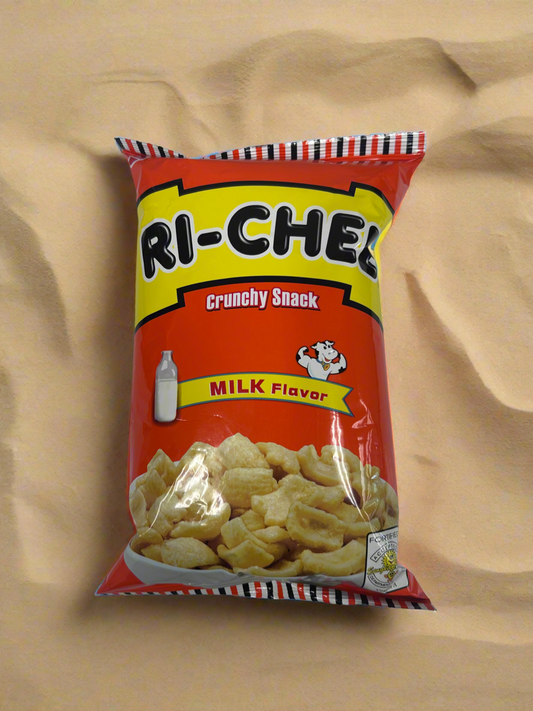 RI-CHEE
Crunchy Snack
MILK Flavor